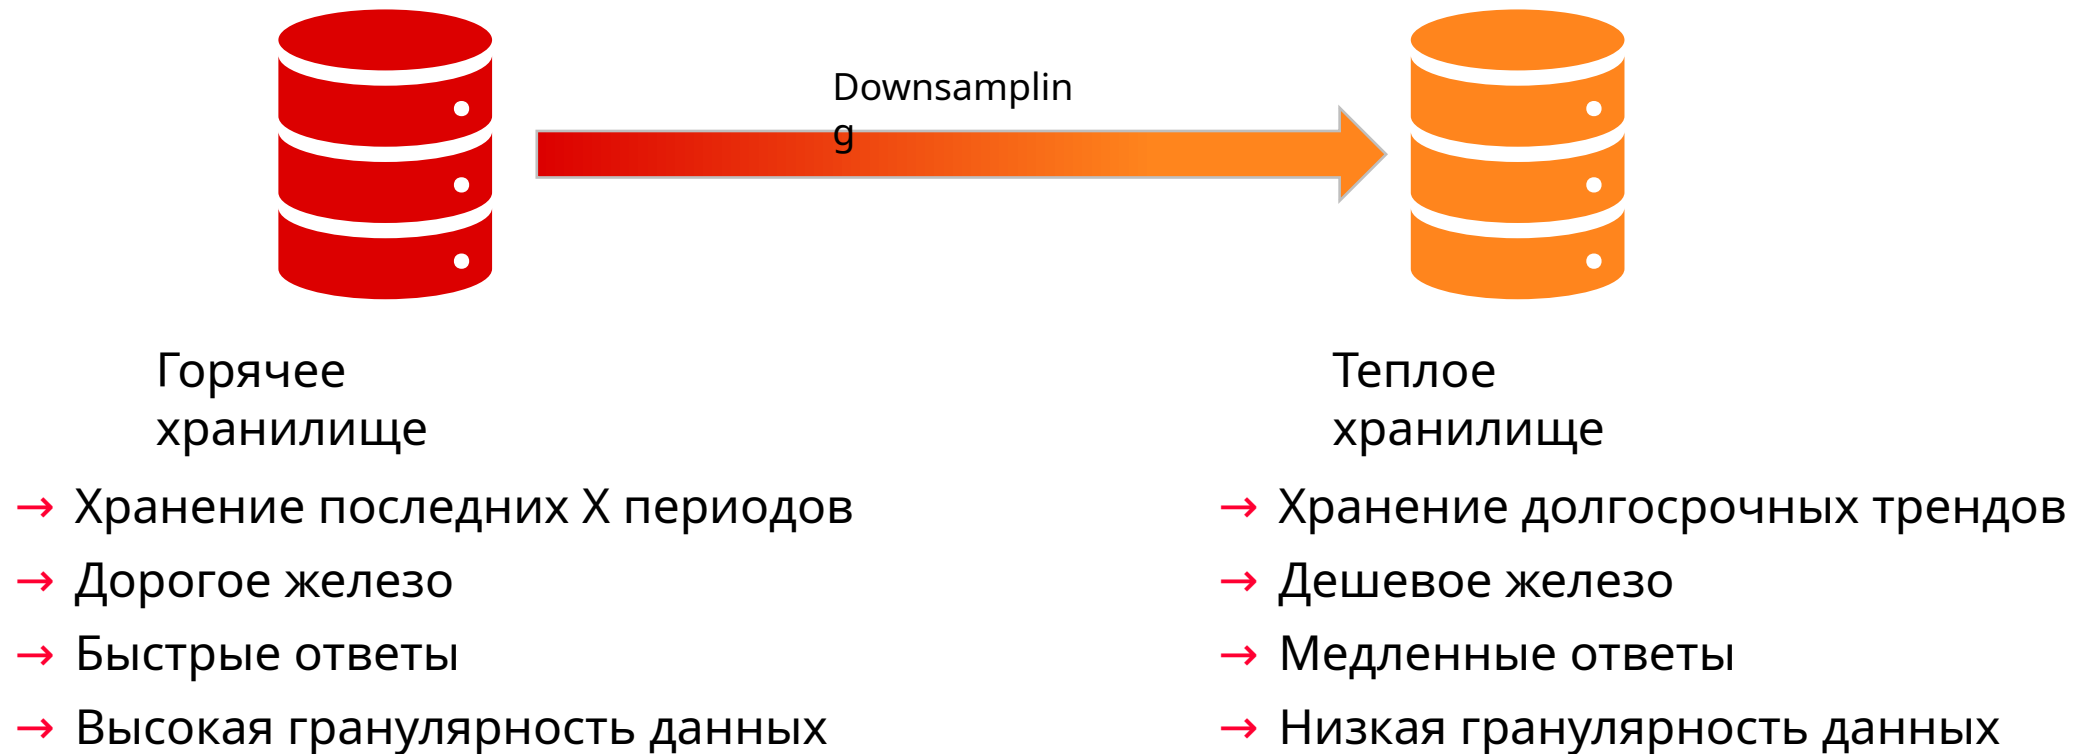 Downsamplin
g
Горячее
хранилище
→ Хранение последних X периодов
→ Дорогое железо
→ Быстрые ответы
→ Высокая гранулярность данных
Теплое
хранилище
→ Хранение долгосрочных трендов
→ Дешевое железо
→ Медленные ответы
→ Низкая гранулярность данных